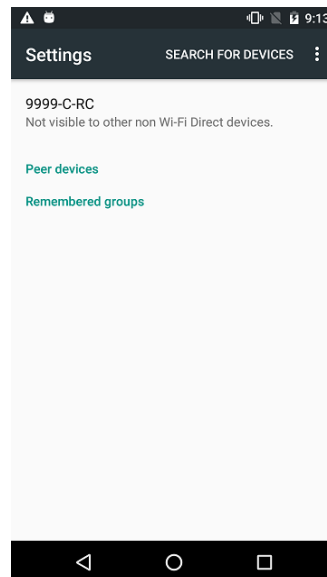 9:13
Settings
SEARCH FOR DEVICES
9999-C-RC
Not visible to other non Wi-Fi Direct devices.
Peer devices
Remembered groups